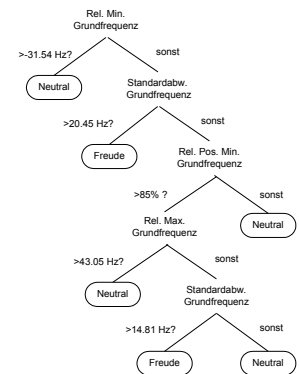 Rel. Min.
Grundfrequenz
>-31.54 Hz?
sonst
Neutral
Standardabw.
Grundfrequenz
>20.45 Hz?
sonst
Freude
Rel. Pos. Min.
Grundfrequenz
>85% ?
sonst
Rel. Max.
Grundfrequenz
Neutral
>43.05 Hz?
sonst
Neutral
Standardabw.
Grundfrequenz
>14.81 Hz?
sonst
Freude
Neutral